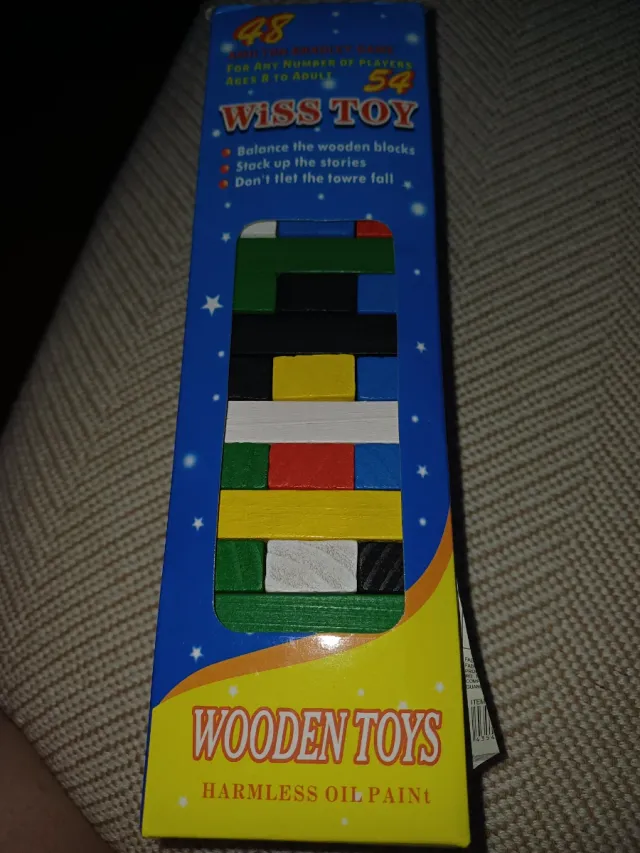 48
FOR ANY NUMBER OF PLAYERS
AGES 8 TO ADULT
54
WiSS TOY
Balance the wooden blocks
Stack up the stories
Don't tlet the towre fall
WOODEN TOYS
HARMLESS OIL PAINt
ITEM